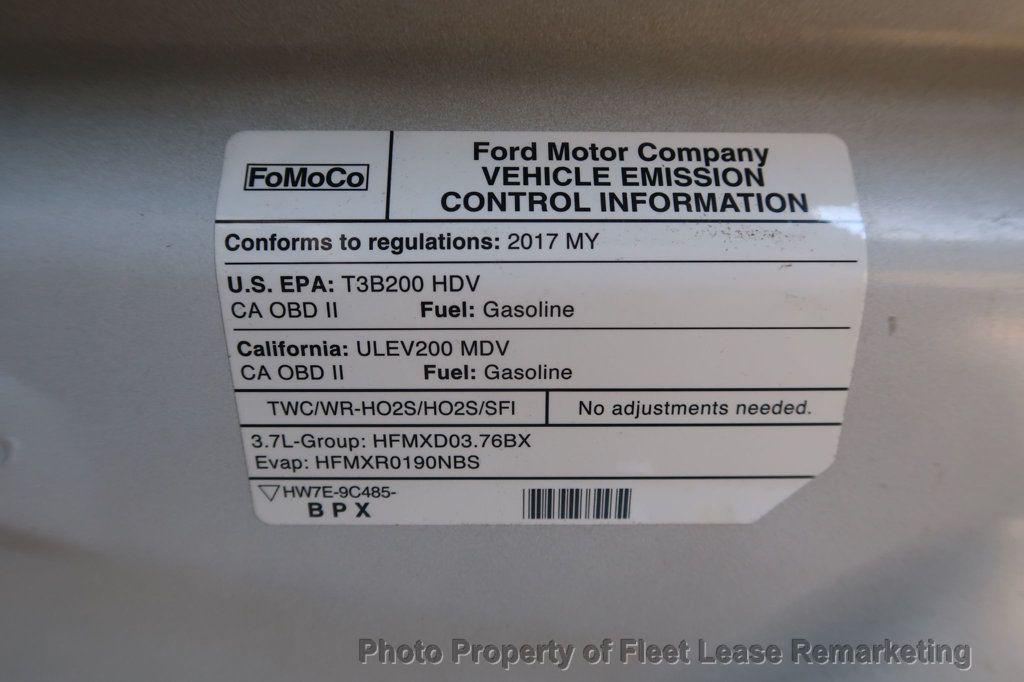 FoMoCo
Ford Motor Company
VEHICLE EMISSION
CONTROL INFORMATION
Conforms to regulations: 2017 MY
U.S. EPA: T3B200 HDV
CA OBD II Fuel: Gasoline
California: ULEV200 MDV
CA OBD II Fuel: Gasoline
TWC/WR-HO2S/HO2S/SFI No adjustments needed.
3.7L-Group: HFMXD03.76BX
Evap: HFMXR0190NBS
HW7E-9C485-
BPX
Photo Property of Fleet Lease Remarketing